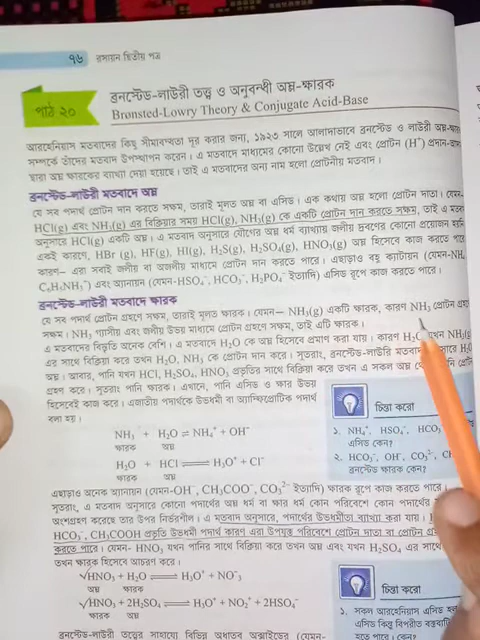 ৭৬ রসায়ন দ্বিতীয় পত্র
পাঠ ২০
ব্রনস্টেড-লাউরী তত্ত্ব ও অনুবন্ধী অম্ল-ক্ষারক
Bronsted-Lowry Theory & Conjugate Acid-Base
আরহেনিয়াস মতবাদের কিছু সীমাবদ্ধতা দূর করার জন্য, ১৯২৩ সালে আলাদাভাবে ব্রনস্টেড ও লাউরী অম্ল-ক্ষারক
সম্পর্কে তাঁদের মতবাদ উপস্থাপন করেন। এ মতবাদে মাধ্যমের কোনো উল্লেখ নেই এবং প্রোটন (H⁺) প্রদান-
দ্বারা অম্ল ক্ষারকের ব্যাখ্যা দেয়া হয়েছে। তাই এ মতবাদের অন্য নাম হলো প্রোটনীয় মতবাদ।
ব্রনস্টেড-লাউরী মতবাদে অম্ল
যে সব পদার্থ প্রোটন দান করতে সক্ষম, তারাই মূলত অম্ল বা এসিড। এক কথায় অম্ল হলো প্রোটন দাতা। যেমন-
HCl(g) এবং NH₃(g) এর বিক্রিয়ার সময় HCl(g), NH₃(g) কে একটি প্রোটন দান করতে সক্ষম, তাই এ মতবাদ
অনুসারে HCl(g) একটি অম্ল। এ মতবাদ অনুসারে যৌগের অম্ল ধর্ম ব্যাখ্যায় জলীয় দ্রবণের কোনো প্রয়োজন হয়নি
একই কারণে, HBr (g), HF(g), HI(g), H₂S(g), H₂SO₄(g), HNO₃(g) অম্ল হিসেবে কাজ করতে পারে
কারণ– এরা সবাই জলীয় বা অজলীয় মাধ্যমে প্রোটন দান করতে পারে। এছাড়াও বহু ক্যাটায়ন (যেমন-NH₄
C₆H₅NH₃⁺) এবং অ্যানায়ন (যেমন-HSO₄⁻, HCO₃⁻, H₂PO₄⁻ ইত্যাদি) এসিড রূপে কাজ করতে পারে।
ব্রনস্টেড-লাউরী মতবাদে ক্ষারক
যে সব পদার্থ প্রোটন গ্রহণে সক্ষম, তারাই মূলত ক্ষারক। যেমন– NH₃(g) একটি ক্ষারক, কারণ NH₃ প্রোটন গ্রহণে
সক্ষম। NH₃ গ্যাসীয় এবং জলীয় উভয় মাধ্যমে প্রোটন গ্রহণে সক্ষম, তাই এটি ক্ষারক।
এ মতবাদের বিস্তৃতি অনেক বেশি। এ মতবাদে H₂O কে অম্ল হিসেবে প্রমাণ করা যায়। কারণ H₂O যখন NH₃(g
এর সাথে বিক্রিয়া করে তখন H₂O, NH₃ কে প্রোটন দান করে। সুতরাং, ব্রনস্টেড-লাউরি মতবাদ অনুসারে H₂O
অম্ল। আবার, পানি যখন HCl, H₂SO₄, HNO₃ প্রভৃতির সাথে বিক্রিয়া করে তখন এ সকল অম্ল প্রোটন
গ্রহণ করে। সুতরাং পানি ক্ষারক। এখানে, পানি এসিড ও ক্ষার উভয়
হিসেবেই কাজ করে। এজাতীয় পদার্থকে উভধর্মী বা অ্যাম্ফিপ্রোটিক পদার্থ
বলা হয়।
NH₃ + H₂O ⇌ NH₄⁺ + OH⁻
ক্ষারক অম্ল
H₂O + HCl ⇌ H₃O⁺ + Cl⁻
ক্ষারক অম্ল
চিন্তা করো
১. NH₄⁺, HSO₄⁻, HCO₃
এসিড কেন?
২. HCO₃⁻, OH⁻, CO₃²⁻,
ব্রনস্টেড ক্ষারক কেন?
এছাড়াও অনেক অ্যানায়ন (যেমন-OH⁻, CH₃COO⁻, CO₃²⁻ ইত্যাদি) ক্ষারক রূপে কাজ করতে পারে।
সুতরাং, এ মতবাদ অনুসারে কোনো পদার্থের অম্ল ধর্ম বা ক্ষার ধর্ম কোন পরিবেশে কোন পদার্থের
অংশগ্রহণ করেছে তার উপর নির্ভরশীল। এ মতবাদ অনুসারে, পদার্থের উভধর্মীতা ব্যাখ্যা করা যায়।
HCO₃⁻, CH₃COOH প্রভৃতি উভধর্মী পদার্থ কারণ এরা উপযুক্ত পরিবেশে প্রোটন দাতা বা প্রোটন
করতে পারে। যেমন- HNO₃ যখন পানির সাথে বিক্রিয়া করে তখন অম্ল এবং যখন H₂SO₄ এর সাথে
তখন ক্ষারক হিসেবে আচরণ করে।
√HNO₃ + H₂O ⇌ H₃O⁺ + NO⁻₃
অম্ল ক্ষারক
√HNO₃ + 2H₂SO₄ ⇌ H₃O⁺ + NO₂⁺ + 2HSO₄⁻
ক্ষারক অম্ল
চিন্তা করো
১. সকল আরহেনিয়াস এসিড
এসিড কিন্তু বিপরীত বক্তব্যটি
ব্রনস্টেড-লাউরী তত্ত্বের সাহায্যে বিভিন্ন অধাতব অক্সাইডের (যেমন-